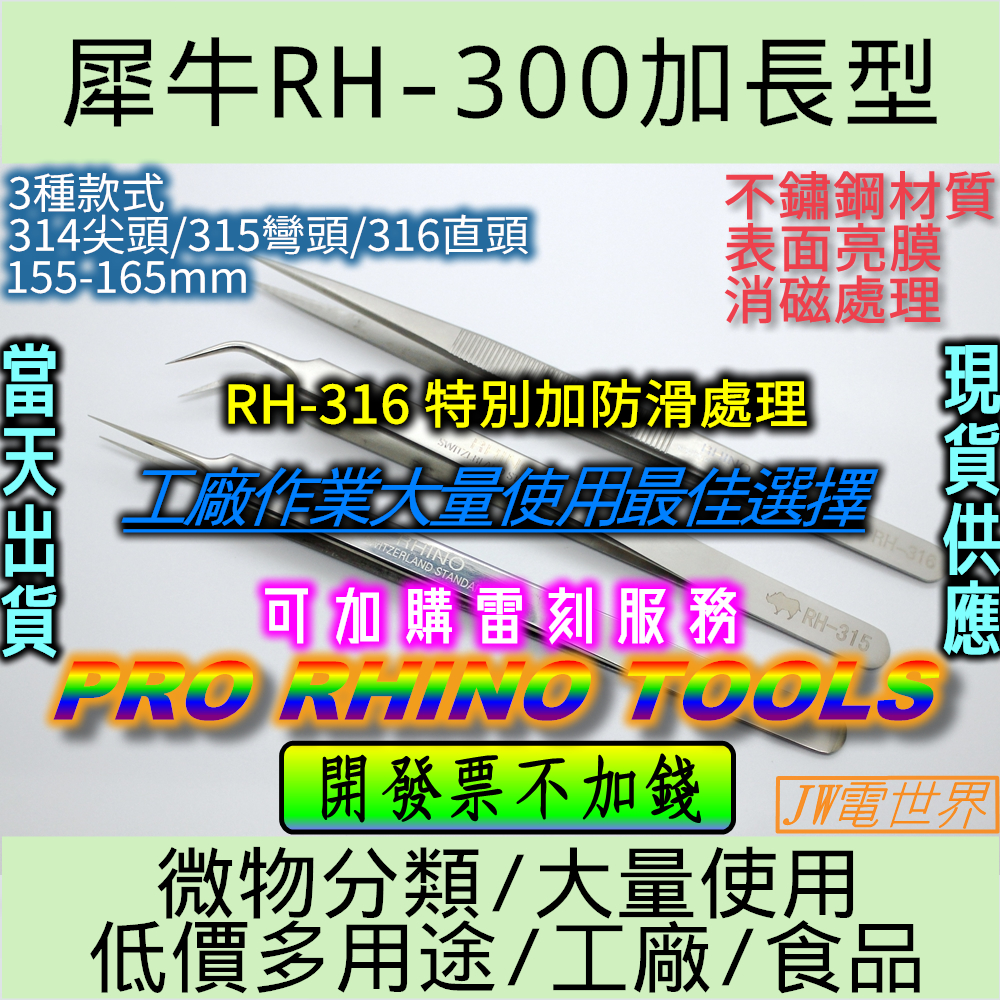 犀牛RH-300加長型
3種款式
314尖頭/315彎頭/316直頭
155-165mm
不鏽鋼材質
表面亮膜
消磁處理
當天出貨
現貨供應
RH-316 特別加防滑處理
工廠作業大量使用最佳選擇
RHINO
RH-316
SWITZERLAND STANDA
RH-315
可加購雷刻服務
PRO RHINO TOOLS
開發票不加錢
JW電世界
微物分類/大量使用
低價多用途/工廠/食品